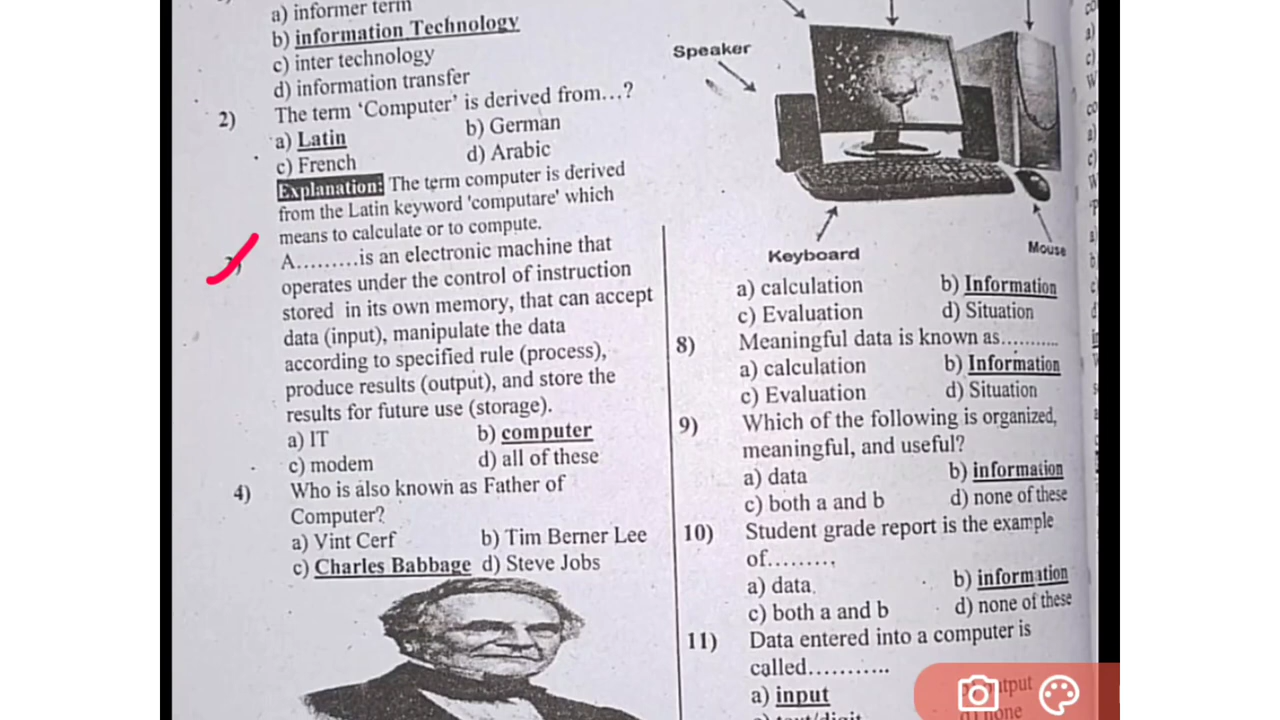 a) informer term
b) information Technology
c) inter technology
d) information transfer
2) The term ‘Computer’ is derived from...?
a) Latin b) German
c) French d) Arabic
Explanation: The term computer is derived
from the Latin keyword 'computare' which
means to calculate or to compute.
A.........is an electronic machine that
operates under the control of instruction
stored in its own memory, that can accept
data (input), manipulate the data
according to specified rule (process),
produce results (output), and store the
results for future use (storage).
a) IT b) computer
c) modem d) all of these
4) Who is also known as Father of
Computer?
a) Vint Cerf b) Tim Berner Lee
c) Charles Babbage d) Steve Jobs
Speaker
Keyboard
Mouse
a) calculation b) Information
c) Evaluation d) Situation
8) Meaningful data is known as...........
a) calculation b) Information
c) Evaluation d) Situation
9) Which of the following is organized,
meaningful, and useful?
a) data b) information
c) both a and b d) none of these
10) Student grade report is the example
of.........
a) data b) information
c) both a and b d) none of these
11) Data entered into a computer is
called...........
a) input